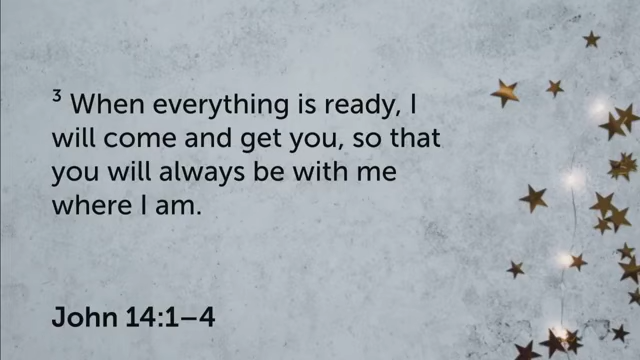 ³ When everything is ready, I
will come and get you, so that
you will always be with me
where I am.
John 14:1–4